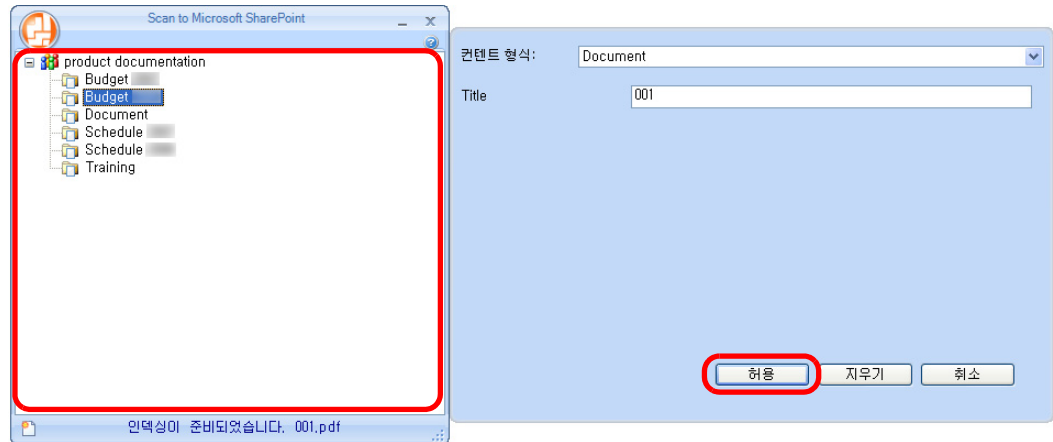 Scan to Microsoft SharePoint
product documentation
Budget
Budget
Document
Schedule
Schedule
Training
인덱싱이 준비되었습니다. 001.pdf
컨텐트 형식: Document
Title 001
허용 지우기 취소